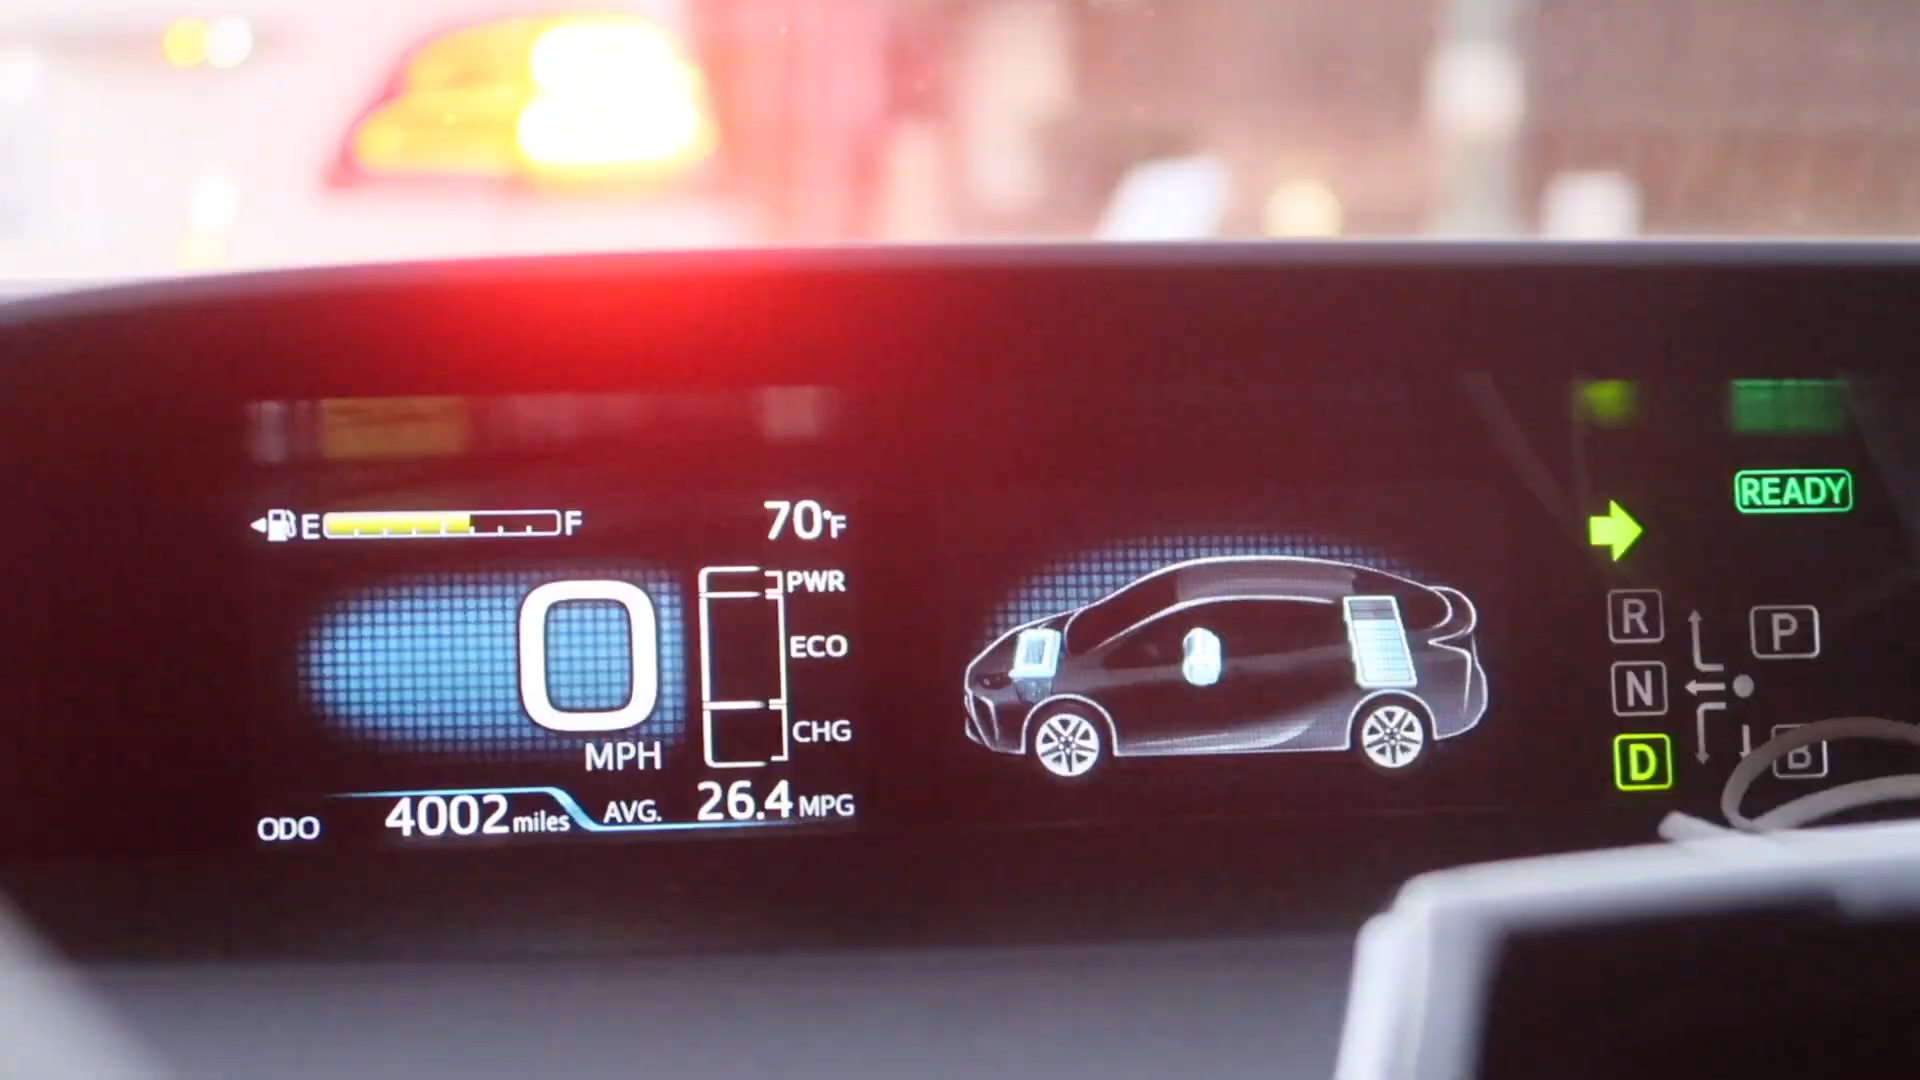 E F 70°F
READY
0 MPH
PWR
ECO
CHG
ODO 4002 miles AVG. 26.4 MPG
R
N
D
P
B